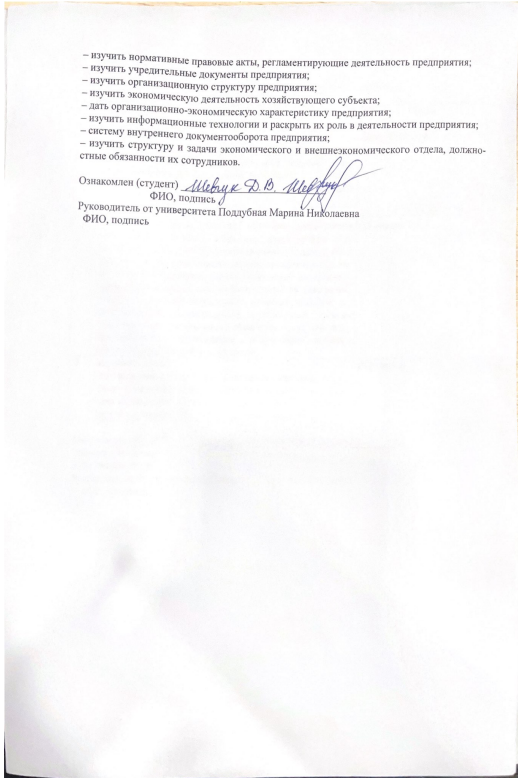 – изучить нормативные правовые акты, регламентирующие деятельность предприятия;
– изучить учредительные документы предприятия;
– изучить организационную структуру предприятия;
– изучить экономическую деятельность хозяйствующего субъекта;
– дать организационно-экономическую характеристику предприятия;
– изучить информационные технологии и раскрыть их роль в деятельности предприятия;
– систему внутреннего документооборота предприятия;
– изучить структуру и задачи экономического и внешнеэкономического отдела, должно-
стные обязанности их сотрудников.
Ознакомлен (студент) Шевчук Д.В.
ФИО, подпись
Руководитель от университета Поддубная Марина Николаевна
ФИО, подпись